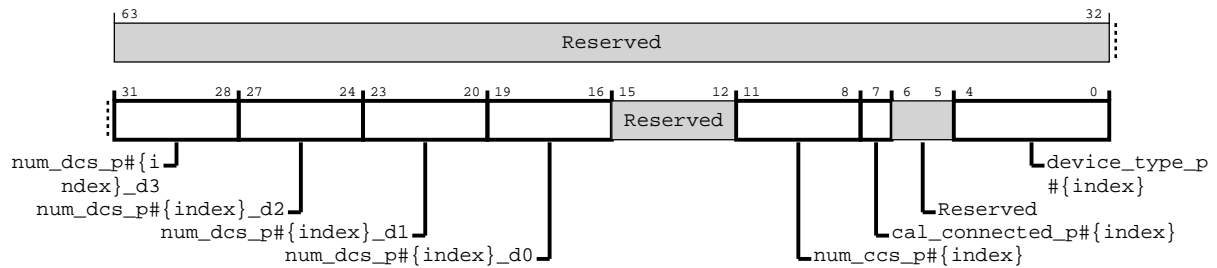 63 32
Reserved
31 28 27 24 23 20 19 16 15 12 11 8 7 6 5 4 0
Reserved
num_dcs_p#{i
ndex}_d3
device_type_p
#{index}
num_dcs_p#{index}_d2
Reserved
num_dcs_p#{index}_d1
cal_connected_p#{index}
num_dcs_p#{index}_d0
num_ccs_p#{index}